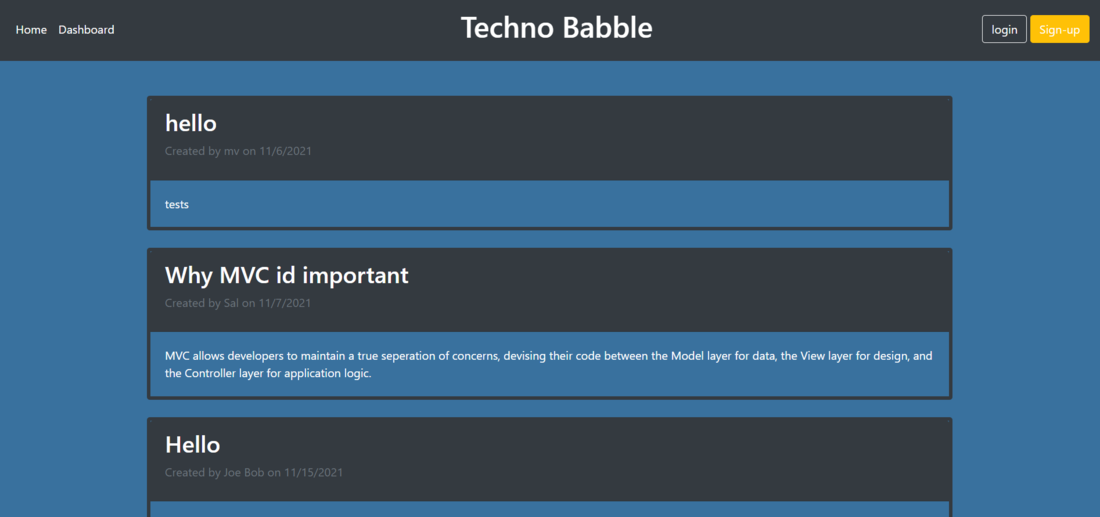 Home Dashboard Techno Babble login Sign-up
hello
Created by mv on 11/6/2021
tests
Why MVC id important
Created by Sal on 11/7/2021
MVC allows developers to maintain a true seperation of concerns, devising their code between the Model layer for data, the View layer for design, and
the Controller layer for application logic.
Hello
Created by Joe Bob on 11/15/2021